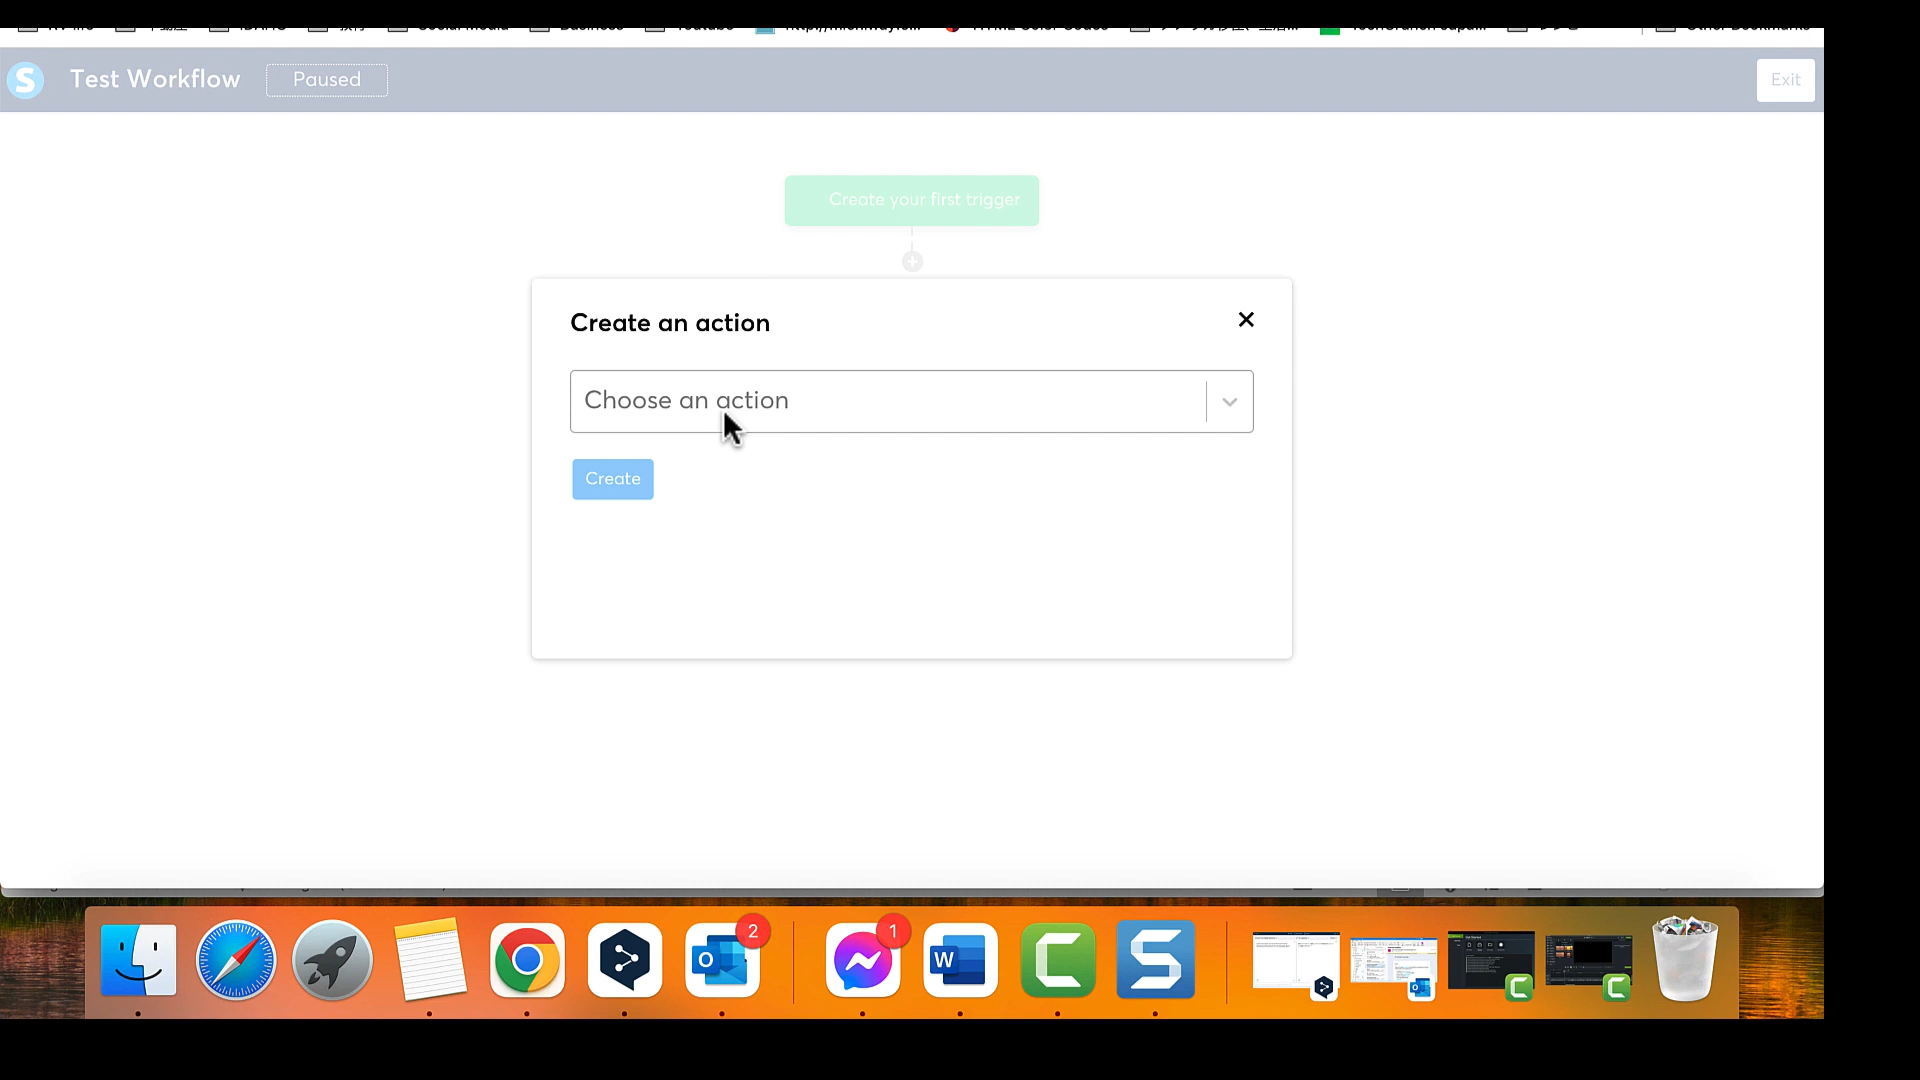 Test Workflow
Paused
Exit
Create your first trigger
Create an action
Choose an action
Create
2
1